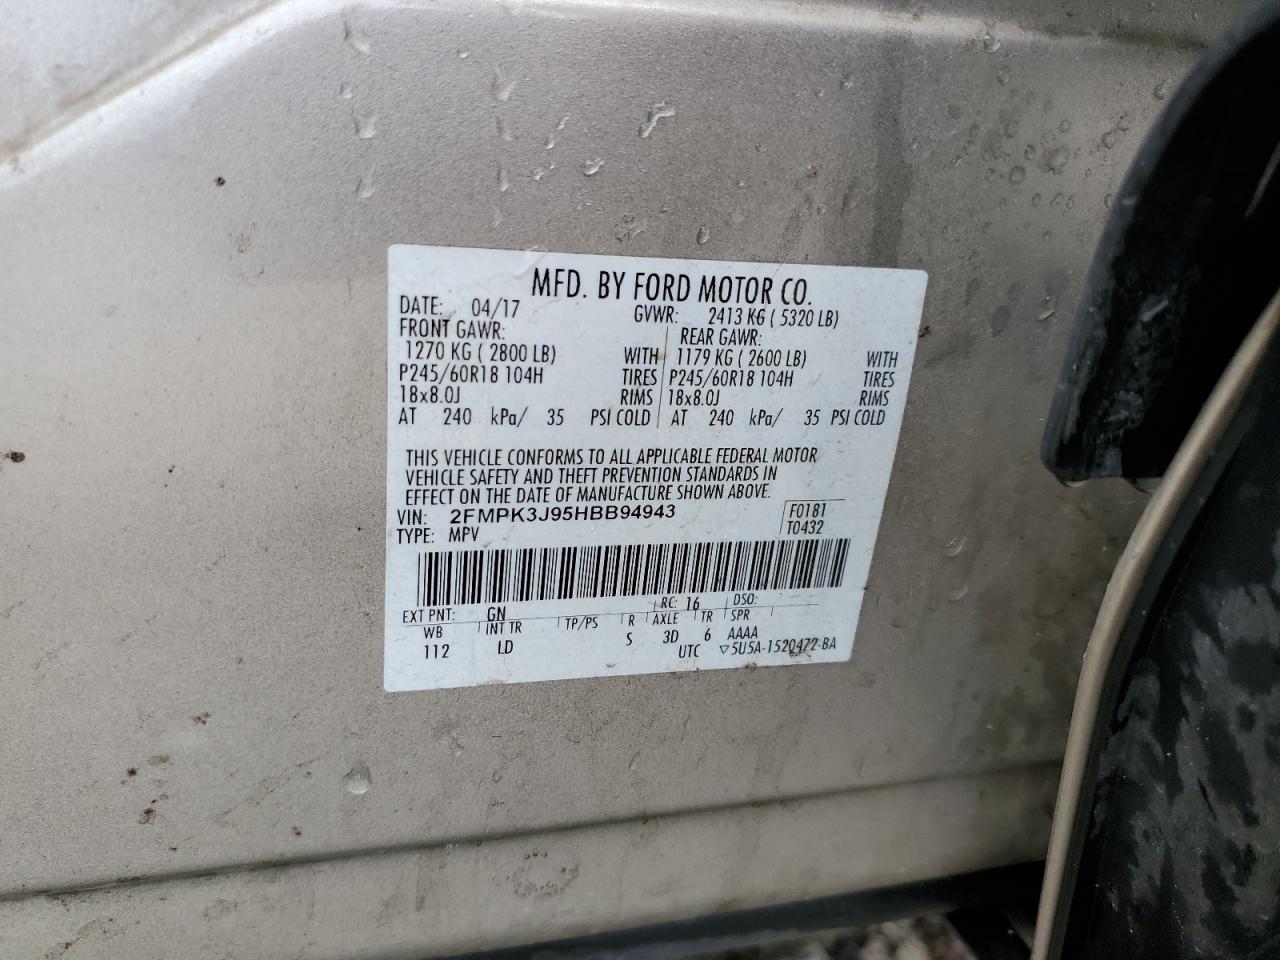 MFD. BY FORD MOTOR CO.
DATE: 04/17 GVWR: 2413 KG ( 5320 LB)
FRONT GAWR: REAR GAWR:
1270 KG ( 2800 LB) WITH 1179 KG ( 2600 LB) WITH
P245/60R18 104H TIRES P245/60R18 104H TIRES
18x8.0J RIMS 18x8.0J RIMS
AT 240 kPa/ 35 PSI COLD AT 240 kPa/ 35 PSI COLD
THIS VEHICLE CONFORMS TO ALL APPLICABLE FEDERAL MOTOR
VEHICLE SAFETY AND THEFT PREVENTION STANDARDS IN
EFFECT ON THE DATE OF MANUFACTURE SHOWN ABOVE.
VIN: 2FMPK3J95HBB94943 F0181
TYPE: MPV T0432
EXT PNT: GN RC: 16 DSO:
WB INT TR TP/PS R AXLE TR SPR
112 LD S 3D 6 AAAA
UTC ▽5U5A-1520472-BA